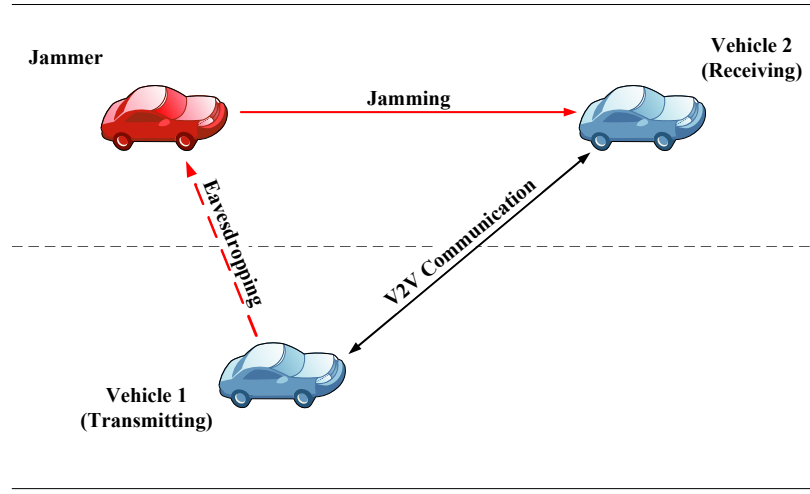 Jammer
Vehicle 2
(Receiving)
Jamming
Eavesdropping
V2V Communication
Vehicle 1
(Transmitting)